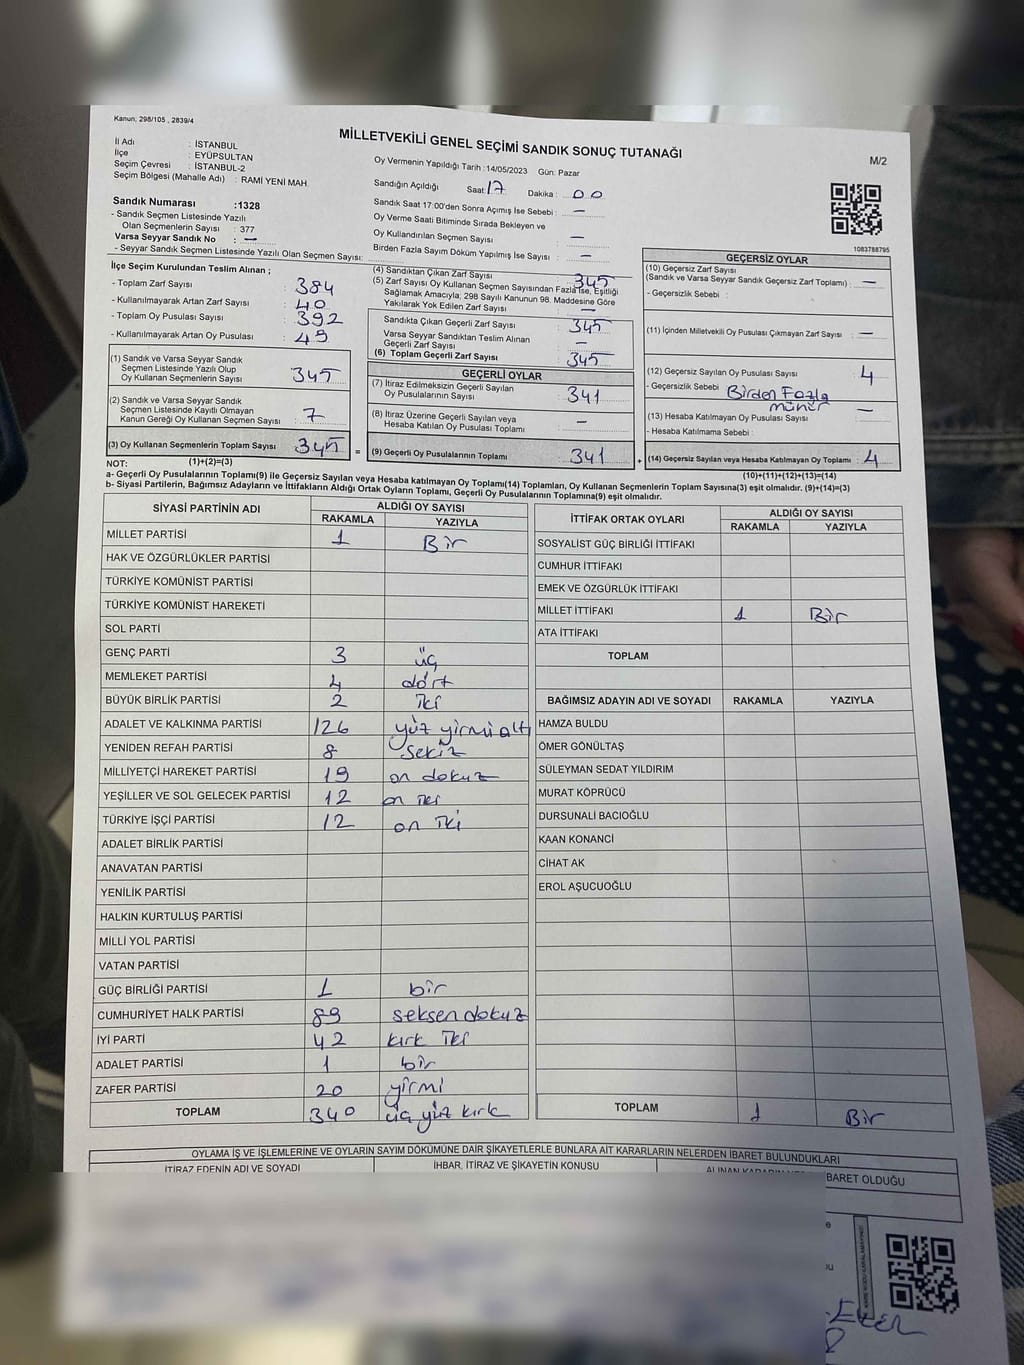 Kanun: 298/105 , 2839/4
MİLLETVEKİLİ GENEL SEÇİMİ SANDIK SONUÇ TUTANAĞI
M/2
İl Adı : İSTANBUL
İlçe : EYÜPSULTAN
Seçim Çevresi : İSTANBUL-2
Seçim Bölgesi (Mahalle Adı) : RAMİ YENİ MAH.
Oy Vermenin Yapıldığı Tarih :14/05/2023 Gün: Pazar
Sandığın Açıldığı Saat: 17 Dakika : 00
Sandık Saat 17:00'den Sonra Açımış İse Sebebi : —
Oy Verme Saati Bitiminde Sırada Bekleyen ve
Oy Kullandırılan Seçmen Sayısı : —
Birden Fazla Sayım Döküm Yapılmış İse Sayısı : —
Sandık Numarası :1328
- Sandık Seçmen Listesinde Yazılı
Olan Seçmenlerin Sayısı : 377
Varsa Seyyar Sandık No : —
- Seyyar Sandık Seçmen Listesinde Yazılı Olan Seçmen Sayısı:
1083788795
İlçe Seçim Kurulundan Teslim Alınan ;
- Toplam Zarf Sayısı : 384
- Kullanılmayarak Artan Zarf Sayısı : 40
- Toplam Oy Pusulası Sayısı : 392
- Kullanılmayarak Artan Oy Pusulası : 49
(1) Sandık ve Varsa Seyyar Sandık
Seçmen Listesinde Yazılı Olup
Oy Kullanan Seçmenlerin Sayısı : 345
(2) Sandık ve Varsa Seyyar Sandık
Seçmen Listesinde Kayıtlı Olmayan
Kanun Gereği Oy Kullanan Seçmen Sayısı : 7
(3) Oy Kullanan Seçmenlerin Toplam Sayısı : 345
(1)+(2)=(3)
(4) Sandıktan Çıkan Zarf Sayısı : 345
(5) Zarf Sayısı Oy Kullanan Seçmen Sayısından Fazla İse, Eşitliği
Sağlamak Amacıyla; 298 Sayılı Kanunun 98. Maddesine Göre
Yakılarak Yok Edilen Zarf Sayısı : —
Sandıkta Çıkan Geçerli Zarf Sayısı : 345
Varsa Seyyar Sandıktan Teslim Alınan
Geçerli Zarf Sayısı : —
(6) Toplam Geçerli Zarf Sayısı : 345
GEÇERLİ OYLAR
(7) İtiraz Edilmeksizin Geçerli Sayılan
Oy Pusulalarının Sayısı : 341
(8) İtiraz Üzerine Geçerli Sayılan veya
Hesaba Katılan Oy Pusulası Toplamı : —
= (9) Geçerli Oy Pusulalarının Toplamı : 341
GEÇERSİZ OYLAR
(10) Geçersiz Zarf Sayısı
(Sandık ve Varsa Seyyar Sandık Geçersiz Zarf Toplamı) : —
- Geçersizlik Sebebi :
(11) İçinden Milletvekili Oy Pusulası Çıkmayan Zarf Sayısı : —
(12) Geçersiz Sayılan Oy Pusulası Sayısı : 4
- Geçersizlik Sebebi : Birden Fazla
mühür
(13) Hesaba Katılmayan Oy Pusulası Sayısı : —
- Hesaba Katılmama Sebebi :
+ (14) Geçersiz Sayılan veya Hesaba Katılmayan Oy Toplamı : 4
(10)+(11)+(12)+(13)=(14)
NOT:
a- Geçerli Oy Pusulalarının Toplamı(9) ile Geçersiz Sayılan veya Hesaba katılmayan Oy Toplamı(14) Toplamları, Oy Kullanan Seçmenlerin Toplam Sayısına(3) eşit olmalıdır. (9)+(14)=(3)
b- Siyasi Partilerin, Bağımsız Adayların ve İttifakların Aldığı Ortak Oyların Toplamı, Geçerli Oy Pusulalarının Toplamına(9) eşit olmalıdır.
SİYASİ PARTİNİN ADI ALDIĞI OY SAYISI
RAKAMLA YAZIYLA
MİLLET PARTİSİ 1 Bir
HAK VE ÖZGÜRLÜKLER PARTİSİ
TÜRKİYE KOMÜNİST PARTİSİ
TÜRKİYE KOMÜNİST HAREKETİ
SOL PARTİ
GENÇ PARTİ 3 üç
MEMLEKET PARTİSİ 4 dört
BÜYÜK BİRLİK PARTİSİ 2 iki
ADALET VE KALKINMA PARTİSİ 126 yüz yirmi altı
YENİDEN REFAH PARTİSİ 8 sekiz
MİLLİYETÇİ HAREKET PARTİSİ 19 on dokuz
YEŞİLLER VE SOL GELECEK PARTİSİ 12 on iki
TÜRKİYE İŞÇİ PARTİSİ 12 on iki
ADALET BİRLİK PARTİSİ
ANAVATAN PARTİSİ
YENİLİK PARTİSİ
HALKIN KURTULUŞ PARTİSİ
MİLLİ YOL PARTİSİ
VATAN PARTİSİ
GÜÇ BİRLİĞİ PARTİSİ 1 bir
CUMHURİYET HALK PARTİSİ 89 seksen dokuz
İYİ PARTİ 42 kırk iki
ADALET PARTİSİ 1 bir
ZAFER PARTİSİ 20 yirmi
TOPLAM 340 üç yüz kırk
İTTİFAK ORTAK OYLARI ALDIĞI OY SAYISI
RAKAMLA YAZIYLA
SOSYALİST GÜÇ BİRLİĞİ İTTİFAKI
CUMHUR İTTİFAKI
EMEK VE ÖZGÜRLÜK İTTİFAKI
MİLLET İTTİFAKI 1 Bir
ATA İTTİFAKI
TOPLAM
BAĞIMSIZ ADAYIN ADI VE SOYADI RAKAMLA YAZIYLA
HAMZA BULDU
ÖMER GÖNÜLTAŞ
SÜLEYMAN SEDAT YILDIRIM
MURAT KÖPRÜCÜ
DURSUNALİ BACIOĞLU
KAAN KONANCİ
CİHAT AK
EROL AŞUCUOĞLU
TOPLAM 1 Bir
OYLAMA İŞ VE İŞLEMLERİNE VE OYLARIN SAYIM DÖKÜMÜNE DAİR ŞİKAYETLERLE BUNLARA AİT KARARLARIN NELERDEN İBARET BULUNDUKLARI
İTİRAZ EDENİN ADI VE SOYADI İHBAR, İTİRAZ VE ŞİKAYETİN KONUSU BARET OLDUĞU